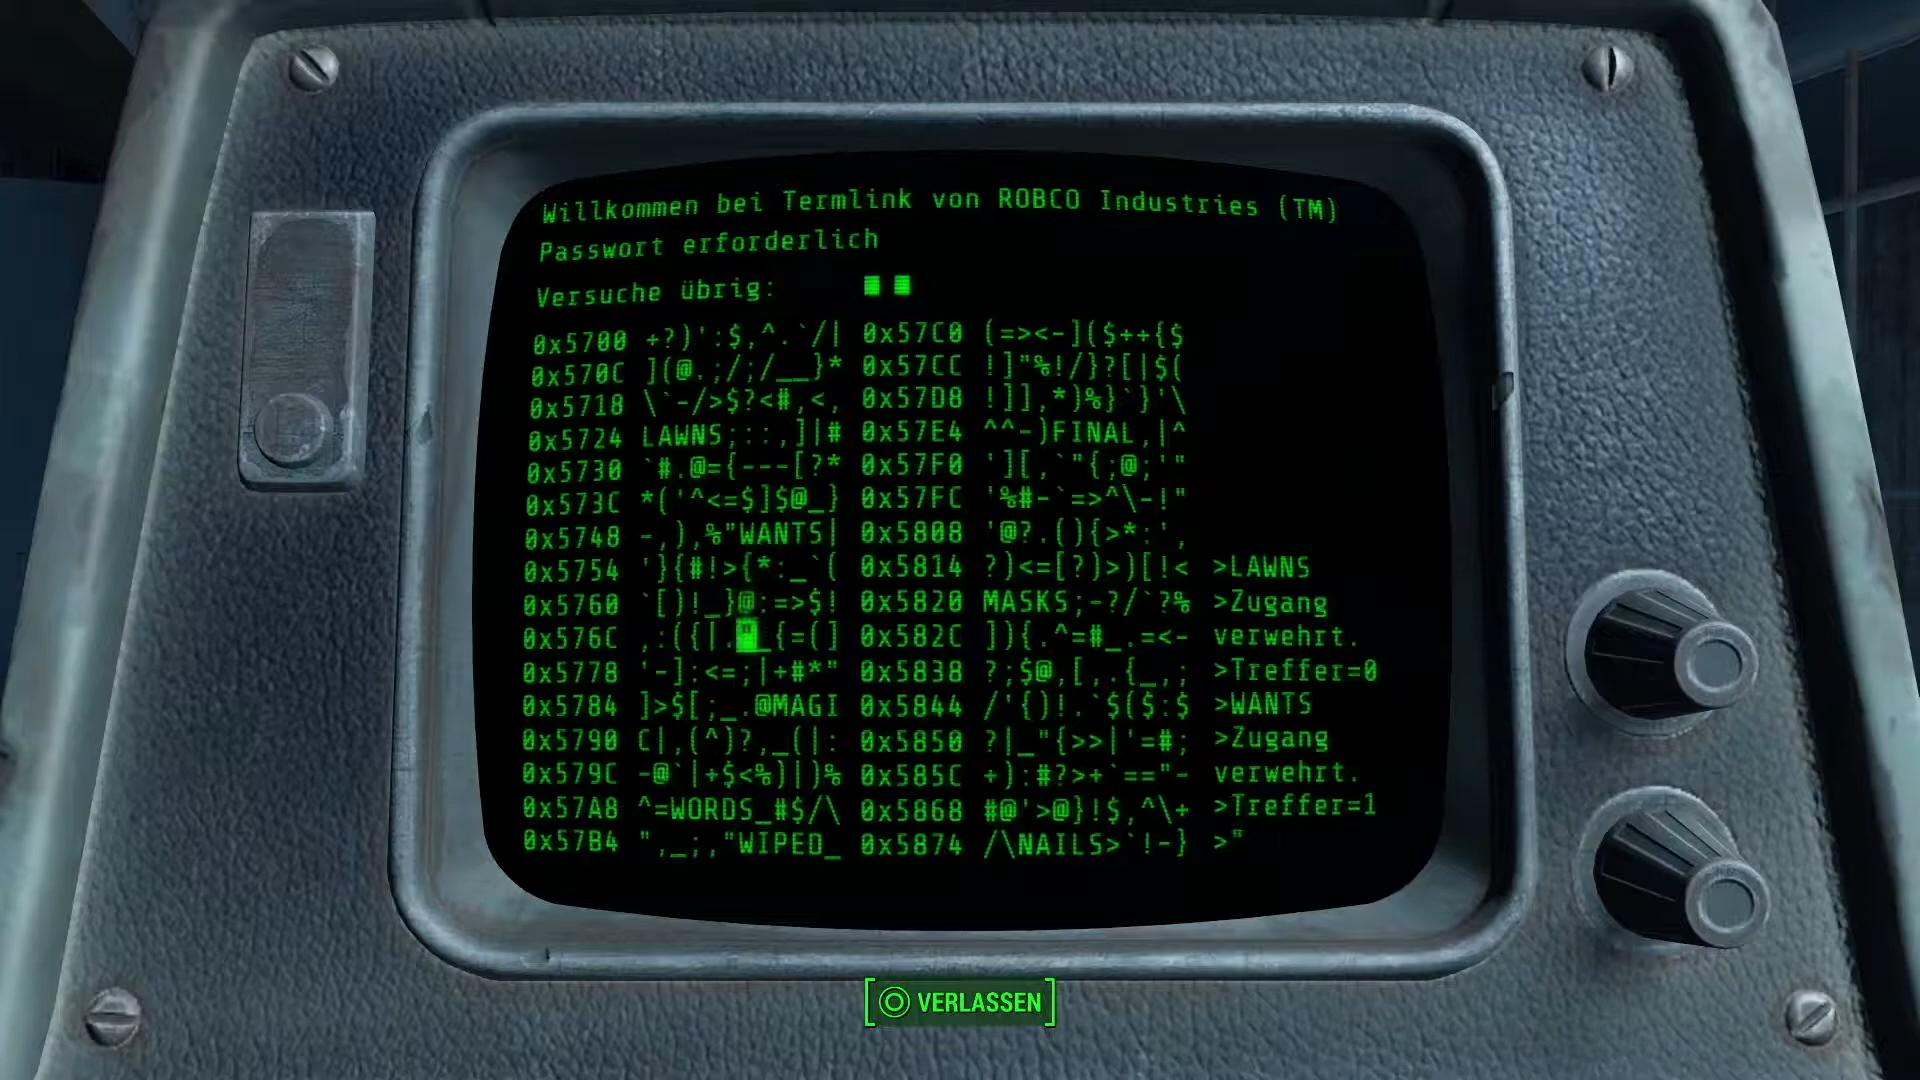 Willkommen bei Termlink von ROBCO Industries (TM)
Passwort erforderlich
Versuche übrig:
0x5700 +?)':$,^.`/| 0x57C0 (=><-]($++{$
0x570C ](@.;/;/__}* 0x57CC !]"%!/}?[|$(
0x5718 \`-/>$?<#,<, 0x57D8 !]],*)%}`}'\
0x5724 LAWNS;::,]|# 0x57E4 ^^-)FINAL,|^
0x5730 `#.@={---[?* 0x57F0 '][,`"{;@;'"
0x573C *('^<=$]$@_} 0x57FC '%#-`=>^\-!"
0x5748 -,),%"WANTS| 0x5808 '@?.(){>*:',
0x5754 '}{#!>{*:_`( 0x5814 ?)<=[?)>)[!< >LAWNS
0x5760 `[)!_}@:=>$! 0x5820 MASKS;-?/`?% >Zugang
0x576C ,:({|."_{=(] 0x582C ]){.^=#_.=<- verwehrt.
0x5778 '-]:<=;|+#*" 0x5838 ?;$@,[,.{_,; >Treffer=0
0x5784 ]>$[;_.@MAGI 0x5844 /'{)!.`$($:$ >WANTS
0x5790 C|,(^)?,_(|: 0x5850 ?|_"{>>|'=#; >Zugang
0x579C -@`|+$<%)|)% 0x585C +):#?>+`=="- verwehrt.
0x57A8 ^=WORDS_#$/\ 0x5868 #@'>@}!$,^\+ >Treffer=1
0x57B4 ",_;,"WIPED_ 0x5874 /\NAILS>`!-} >"
VERLASSEN